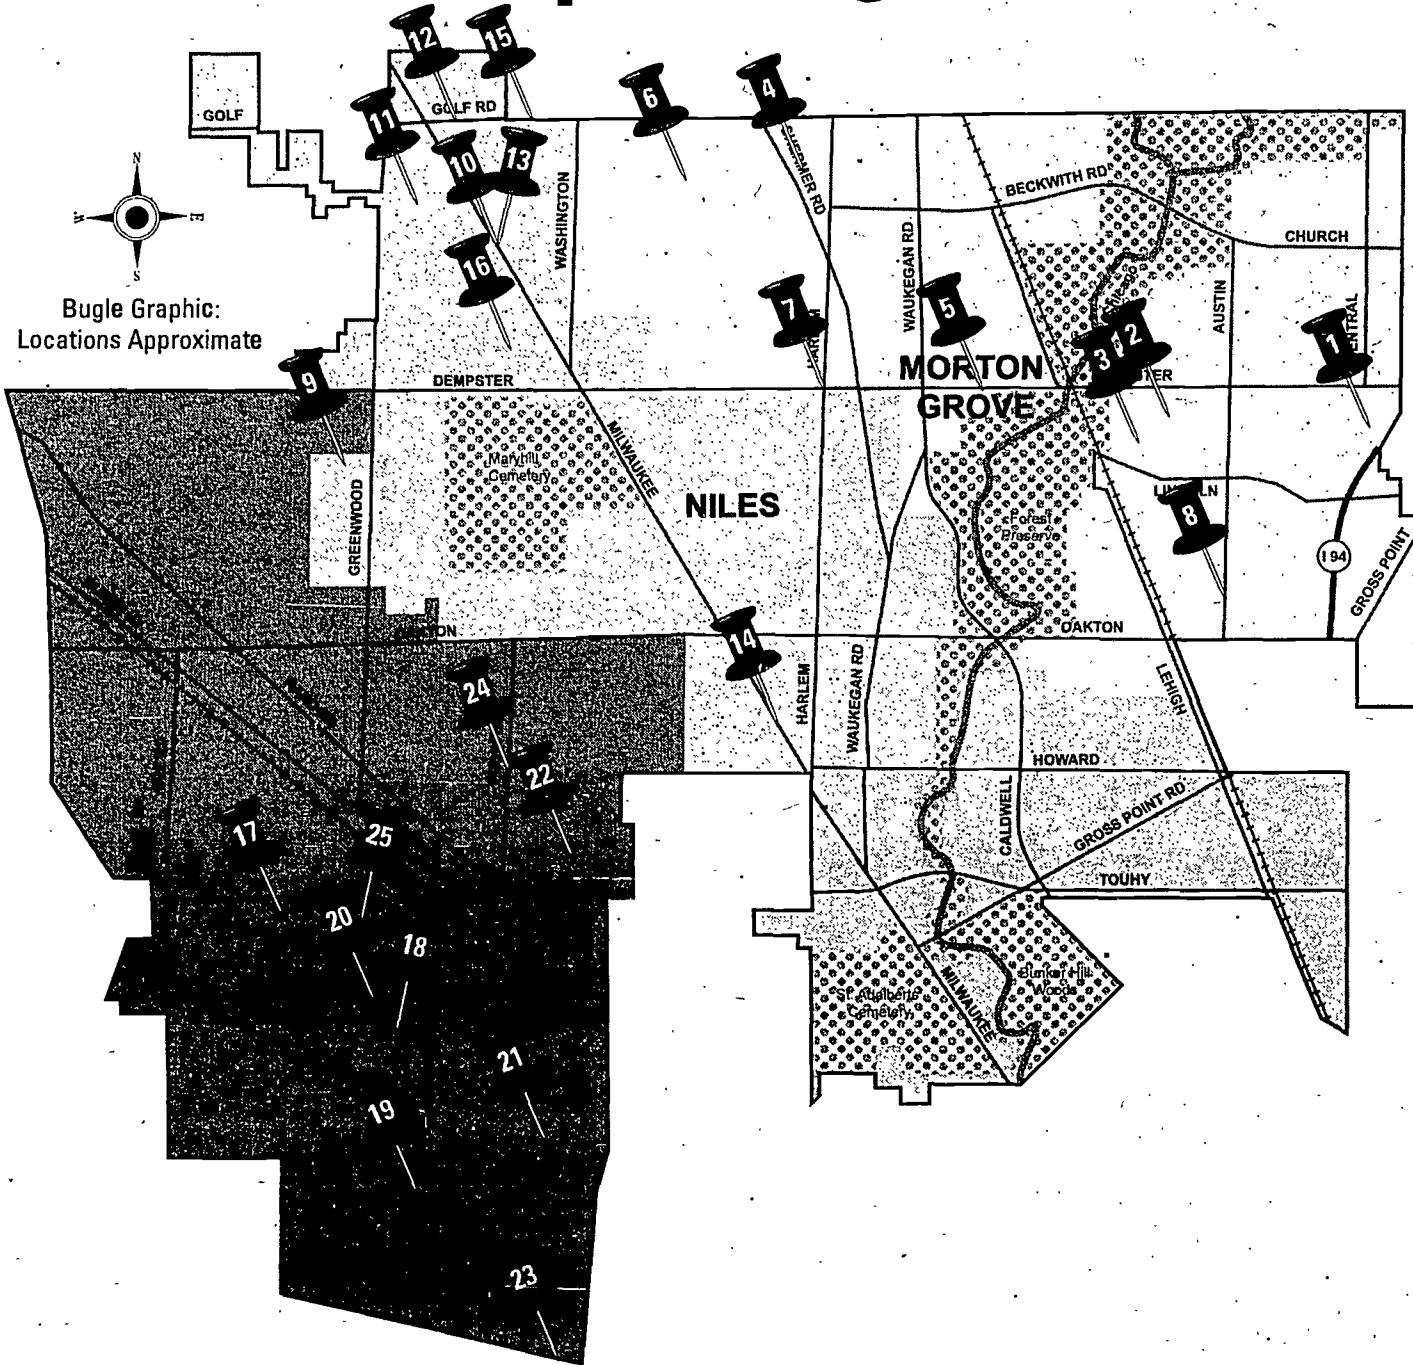 12
15
6
4
GOLF
GOLF RD
11
10
13
SHERMER RD
WASHINGTON
BECKWITH RD
WAUKEGAN RD.
CHURCH
N
W
E
S
16
7
5
AUSTIN
Bugle Graphic:
Locations Approximate
3
2
1
9
DEMPSTER
MORTON
GROVE
Maryhill
Cemetery
MILWAUKEE
NILES
GREENWOOD
Forest
Preserve
8
I 94
GROSS POINT
14
OAKTON
24
HARLEM
WAUKEGAN RD
LEHIGH
22
HOWARD
CALDWELL
GROSS POINT RD
17
25
TOUHY
20
18
St. Adalberts
Cemetery
MILWAUKEE
Bunker Hill
Woods
21
19
23